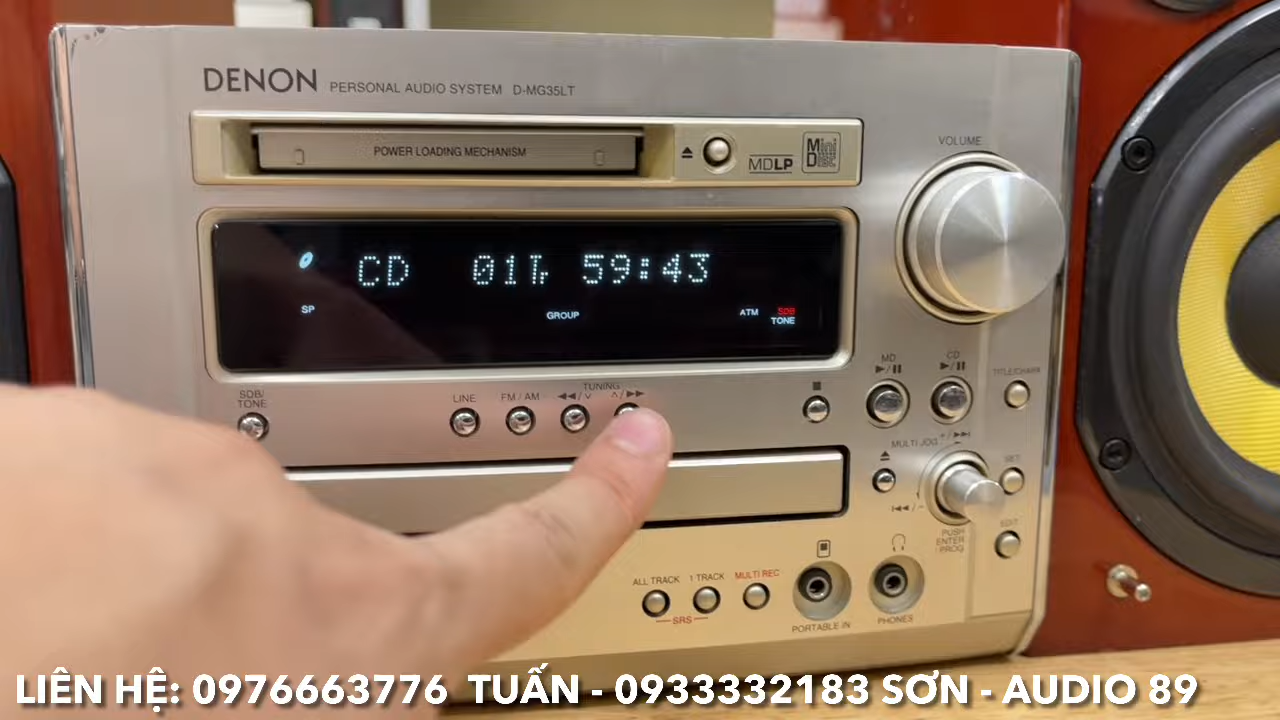 DENON PERSONAL AUDIO SYSTEM D-MG35LT
POWER LOADING MECHANISM
MDLP
VOLUME
CD 01Tr 59:43
SP GROUP ATM SDB
TONE
MD
CD
TITLE/CHARA
SDB/
TONE
LINE
FM / AM
TUNING
MULTI JOG
SET
EDIT
PUSH
ENTER
/PROG
ALL TRACK 1 TRACK MULTI REC
SRS
PORTABLE IN PHONES
LIÊN HỆ: 0976663776 TUẤN - 0933332183 SƠN - AUDIO 89